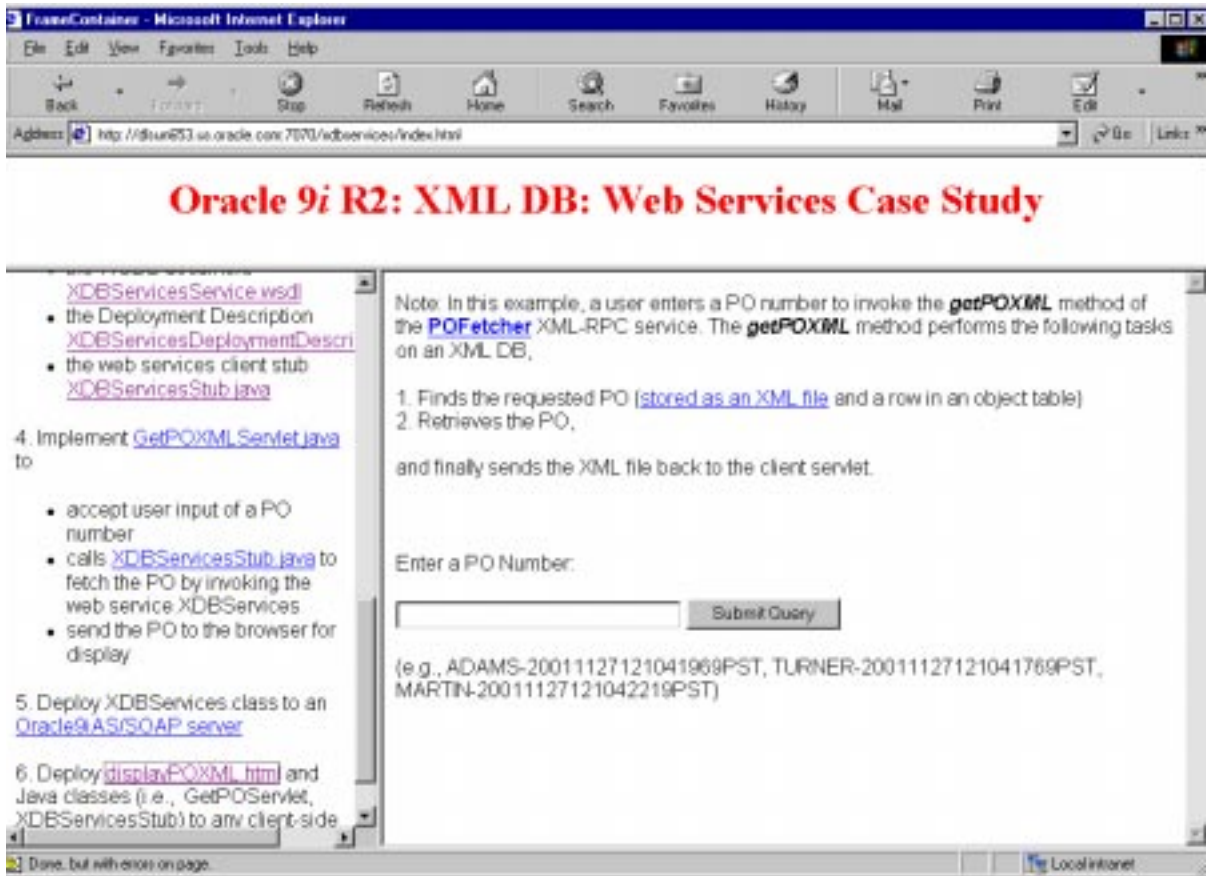 FrameContainer - Microsoft Internet Explorer
File Edit View Favorites Tools Help
Back Forward Stop Refresh Home Search Favorites History Mail Print Edit
Address http://dlsun853.us.oracle.com:7070/xdbservices/index.html Go Links
Oracle 9i R2: XML DB: Web Services Case Study
XDBServicesService.wsdl
• the Deployment Description
XDBServicesDeploymentDescri
• the web services client stub
XDBServicesStub.java
4. Implement GetPOXMLServlet.java
to
• accept user input of a PO
number
• calls XDBServicesStub.java to
fetch the PO by invoking the
web service XDBServices
• send the PO to the browser for
display
5. Deploy XDBServices class to an
Oracle9iAS/SOAP server
6. Deploy displayPOXML.html and
Java classes (i.e., GetPOServlet,
XDBServicesStub) to any client-side
Note: In this example, a user enters a PO number to invoke the getPOXML method of
the POFetcher XML-RPC service. The getPOXML method performs the following tasks
on an XML DB,
1. Finds the requested PO (stored as an XML file and a row in an object table)
2. Retrieves the PO,
and finally sends the XML file back to the client servlet.
Enter a PO Number:
Submit Query
(e.g., ADAMS-20011127121041969PST, TURNER-20011127121041769PST,
MARTIN-20011127121042219PST)
Done, but with errors on page.
Local intranet